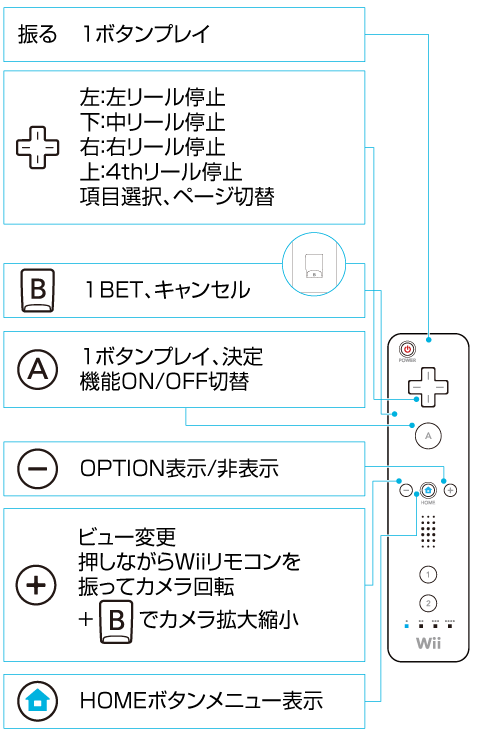 振る 1ボタンプレイ
左:左リール停止
下:中リール停止
右:右リール停止
上:4thリール停止
項目選択、ページ切替
B
B 1BET、キャンセル
A 1ボタンプレイ、決定
機能ON/OFF切替
− OPTION表示/非表示
+ ビュー変更
押しながらWiiリモコンを
振ってカメラ回転
+ B でカメラ拡大縮小
HOMEボタンメニュー表示
POWER
A
− +
HOME
1
2
Wii